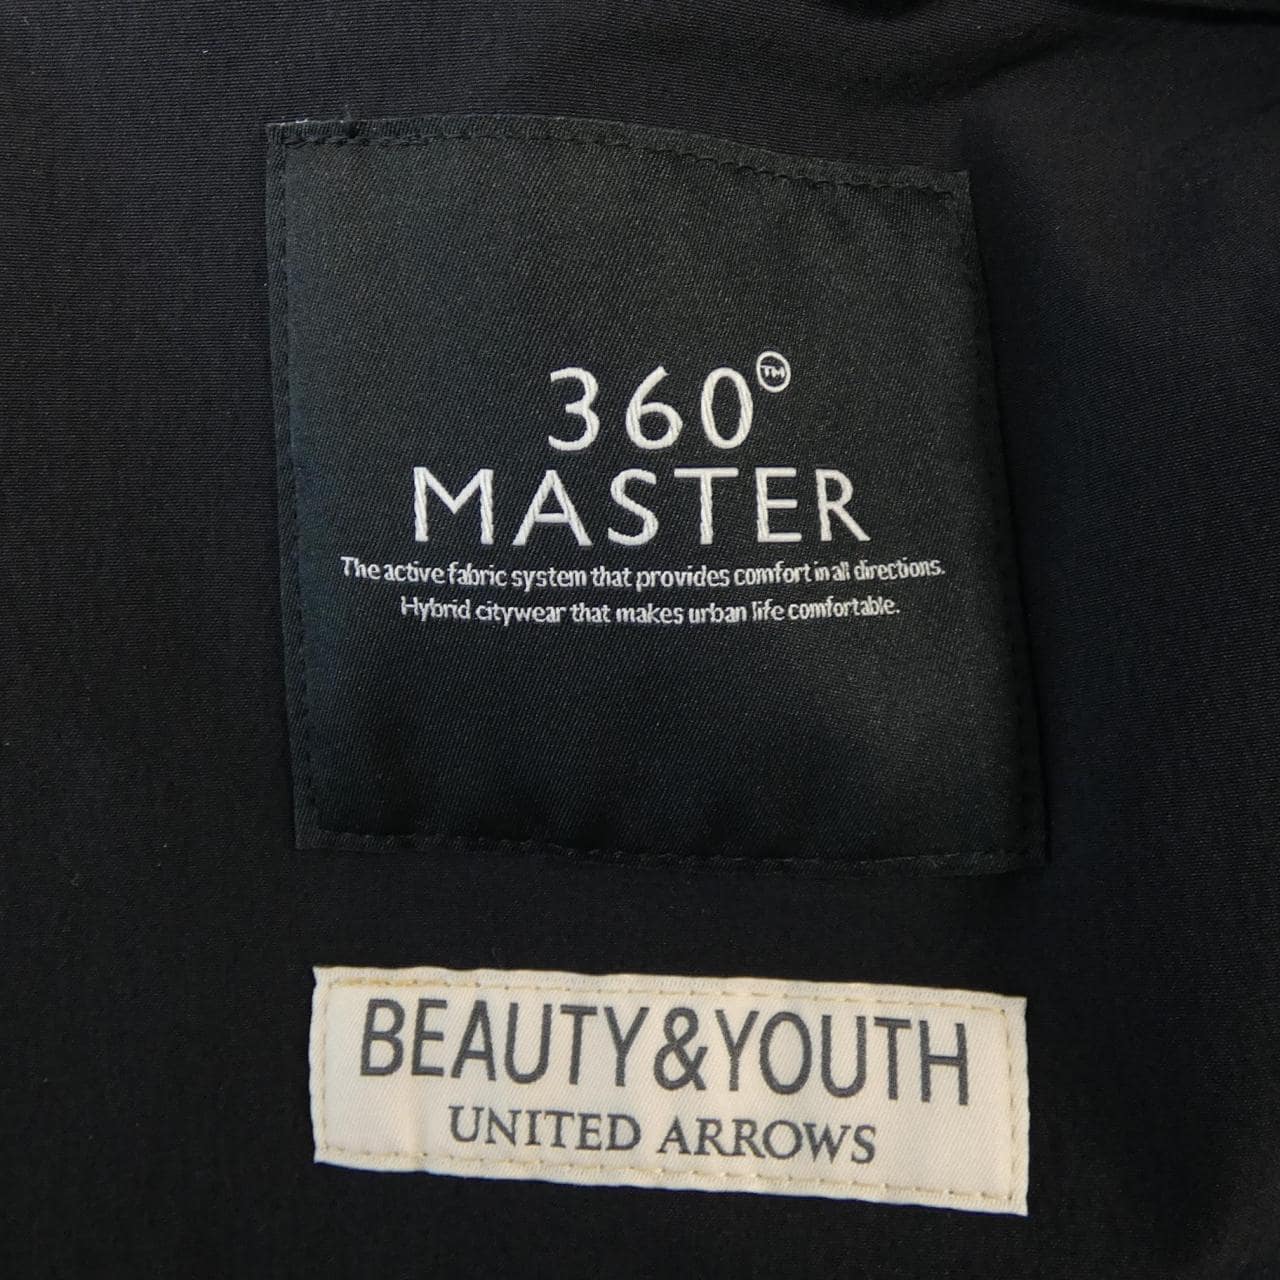 360°™
MASTER
The active fabric system that provides comfort in all directions.
Hybrid citywear that makes urban life comfortable.
BEAUTY&YOUTH
UNITED ARROWS